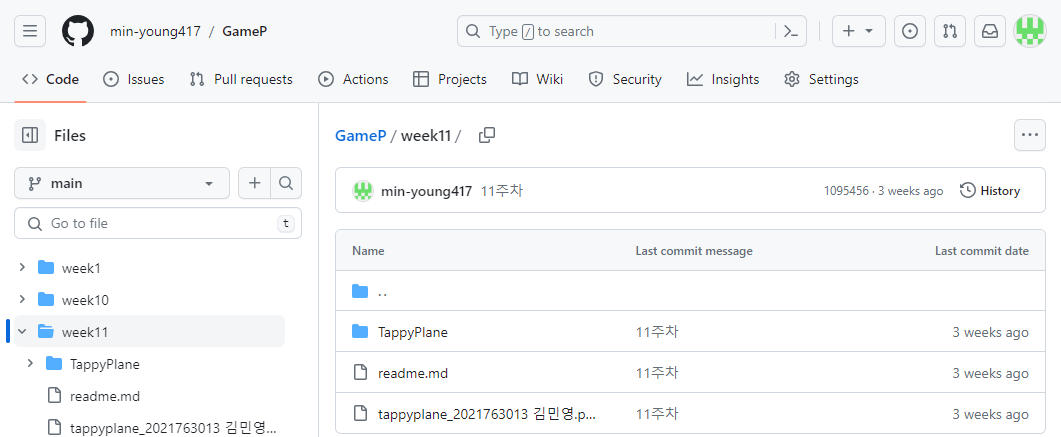 min-young417 / GameP
Type / to search
Code
Issues
Pull requests
Actions
Projects
Wiki
Security
Insights
Settings
Files
main
Go to file
t
week1
week10
week11
TappyPlane
readme.md
tappyplane_2021763013 김민영...
GameP / week11 /
min-young417 11주차
1095456 · 3 weeks ago
History
Name Last commit message Last commit date
..
TappyPlane 11주차 3 weeks ago
readme.md 11주차 3 weeks ago
tappyplane_2021763013 김민영.p... 11주차 3 weeks ago